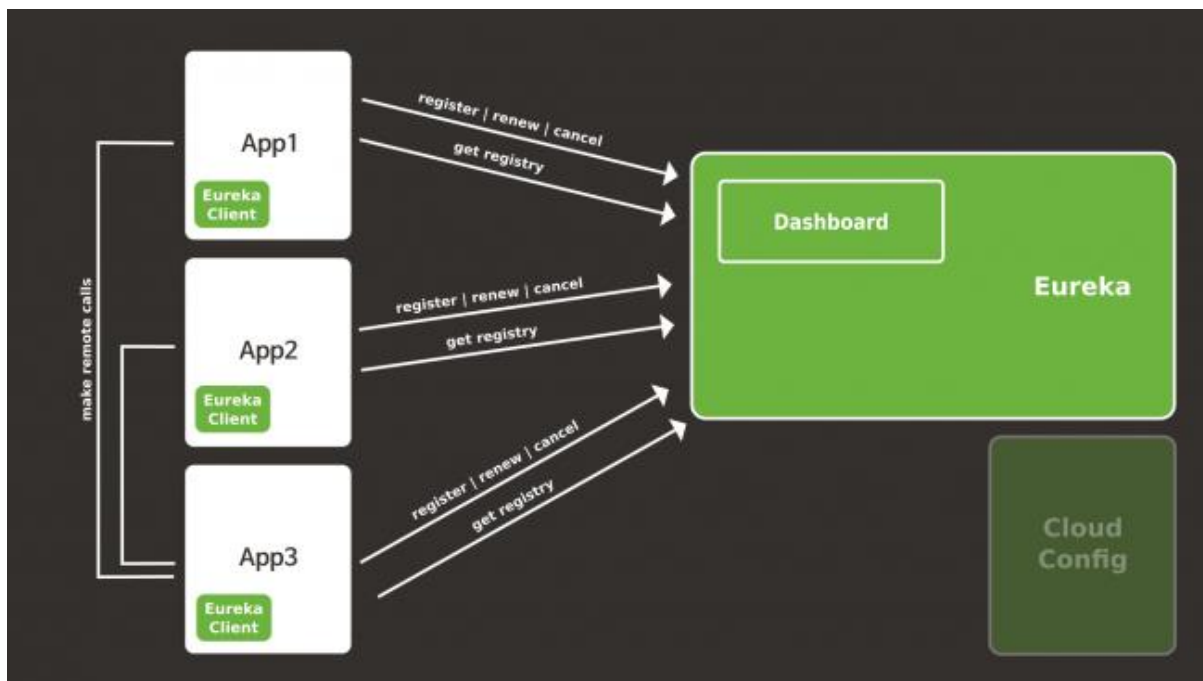 App1
Eureka
Client
register | renew | cancel
get registry
Dashboard
Eureka
make remote calls
App2
Eureka
Client
register | renew | cancel
get registry
App3
Eureka
Client
register | renew | cancel
get registry
Cloud
Config